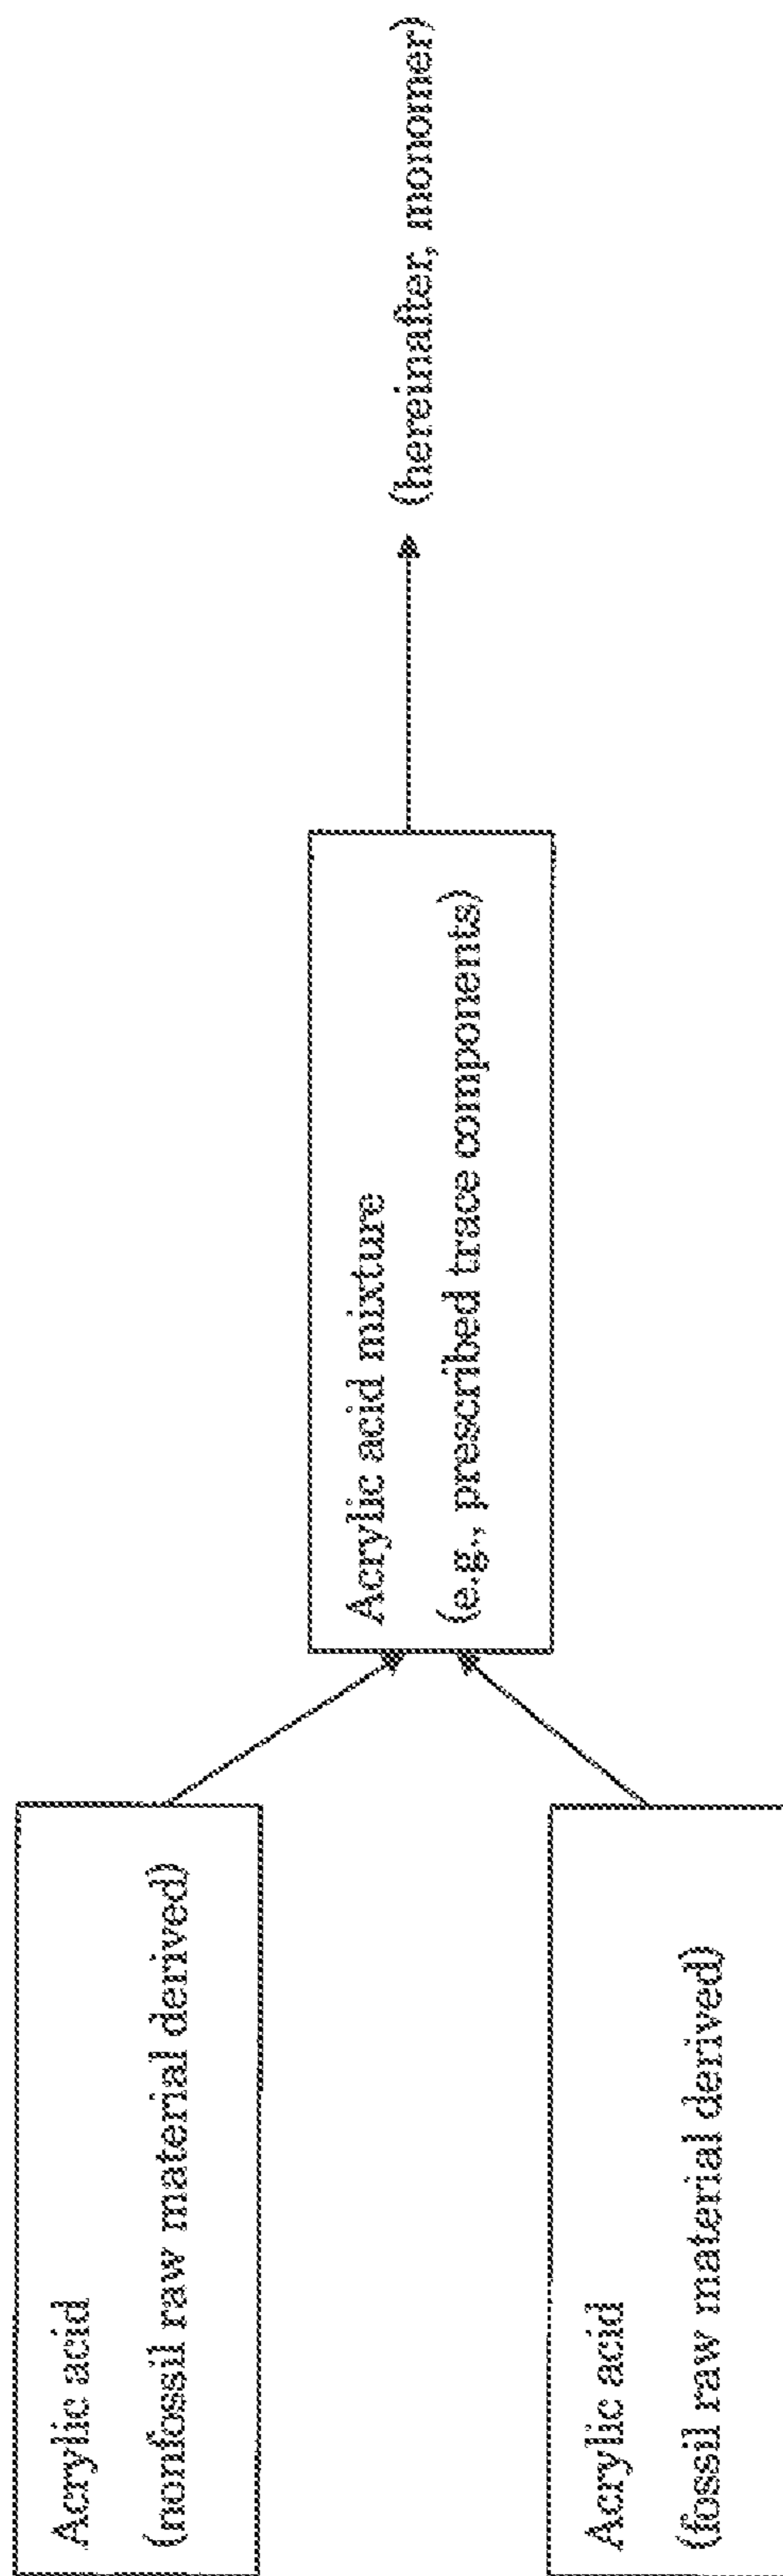 Acrylic acid
(nonfossil raw material derived)
Acrylic acid
(fossil raw material derived)
Acrylic acid mixture
(e.g., prescribed trace components)
(hereinafter, monomer)